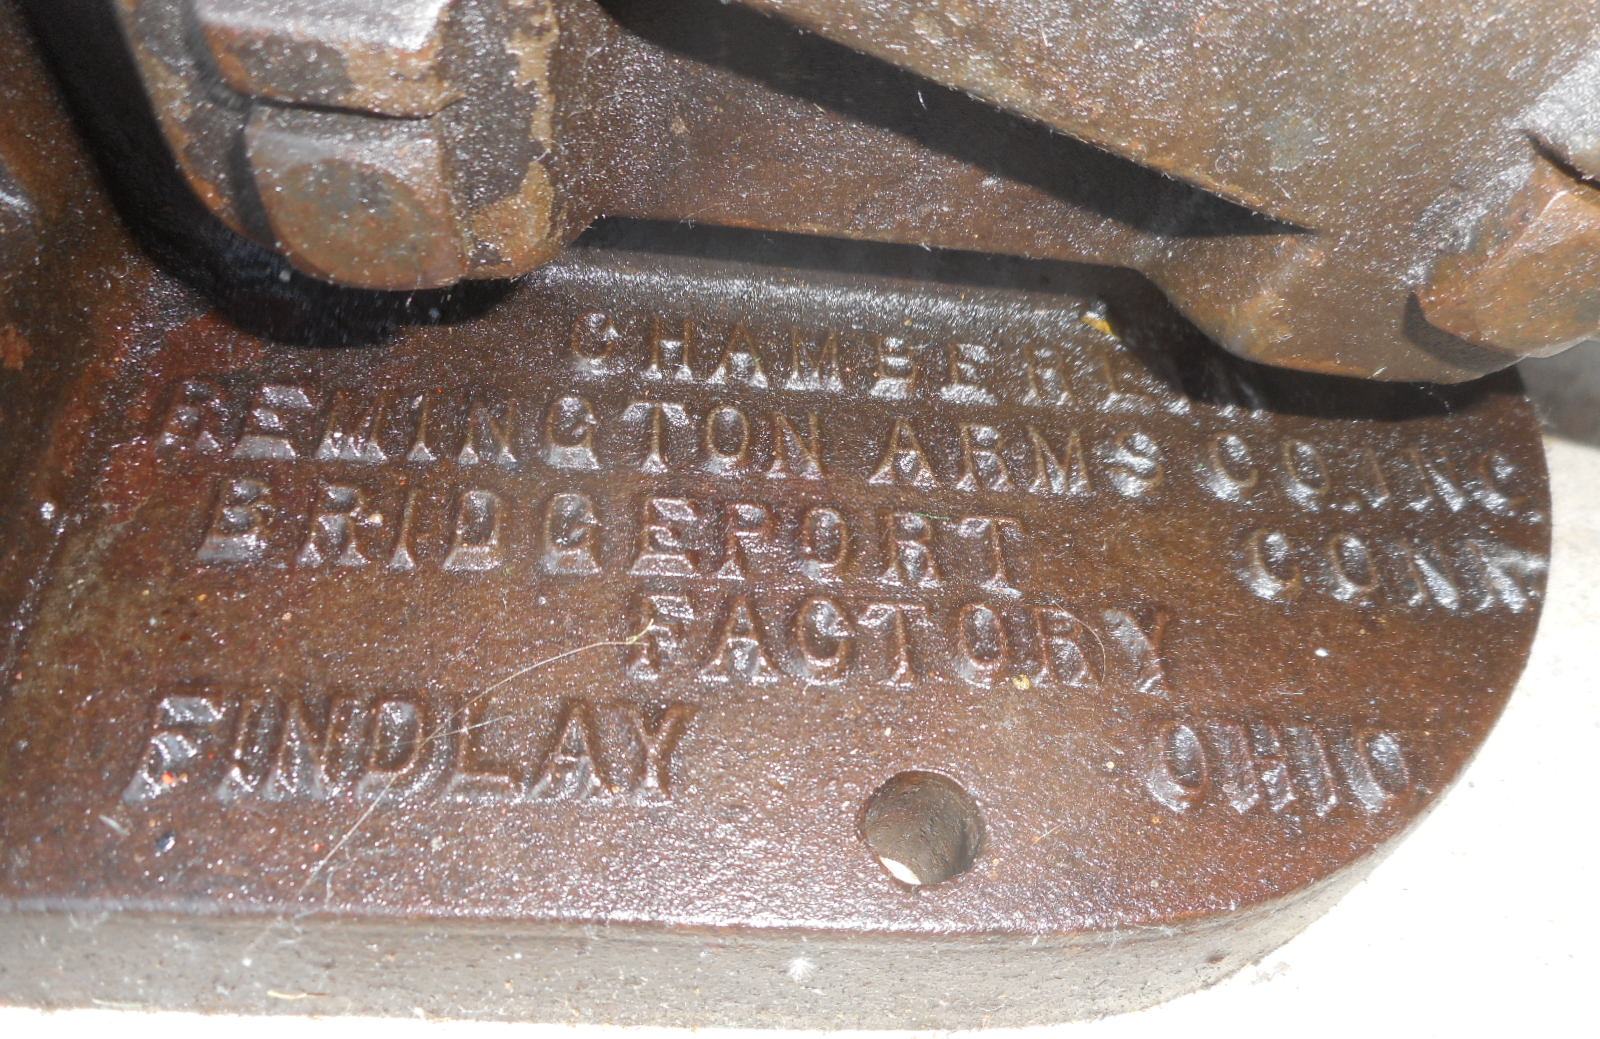 CHAMBERL
REMINGTON ARMS CO. INC
BRIDGEPORT CONN
FACTORY
FINDLAY OHIO